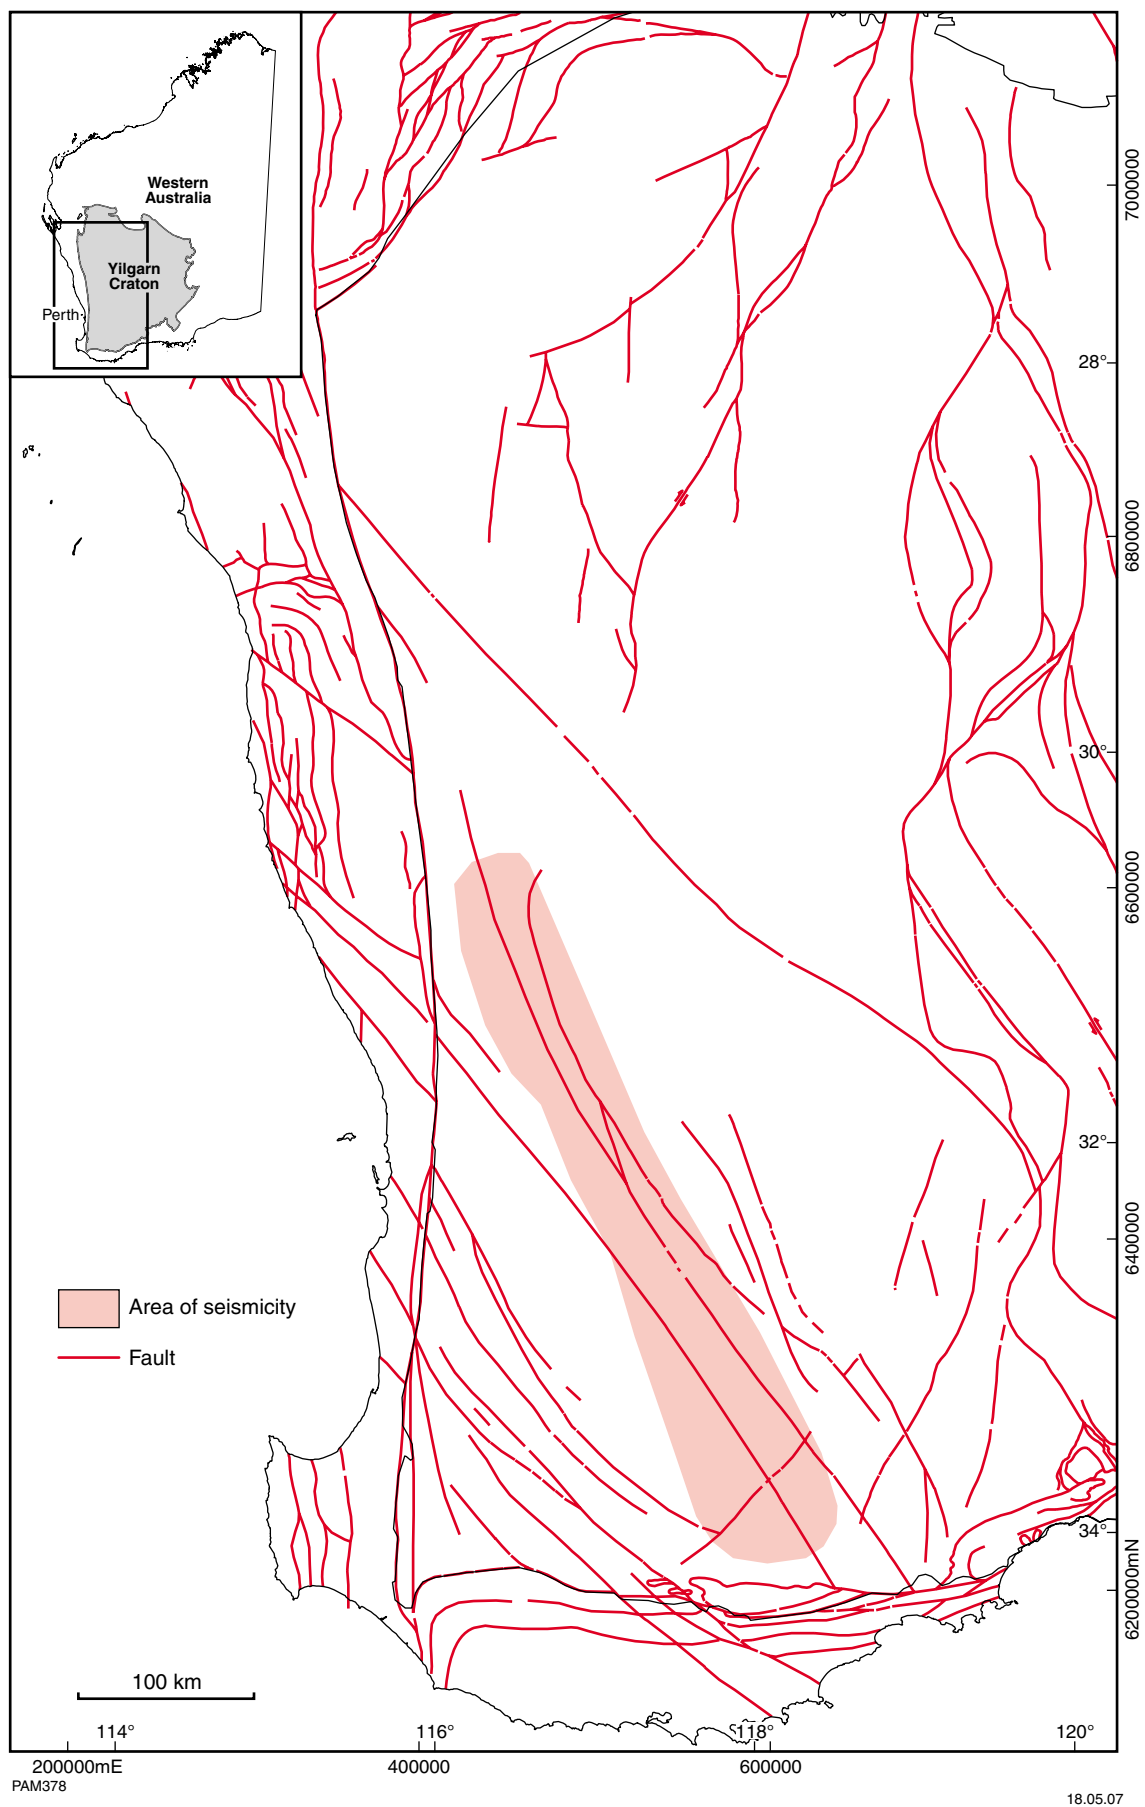 Western
Australia
Yilgarn
Craton
Perth
7000000
28°
6800000
30°
6600000
32°
6400000
Area of seismicity
Fault
34°
6200000mN
100 km
114°
116°
118°
120°
200000mE
400000
600000
PAM378
18.05.07